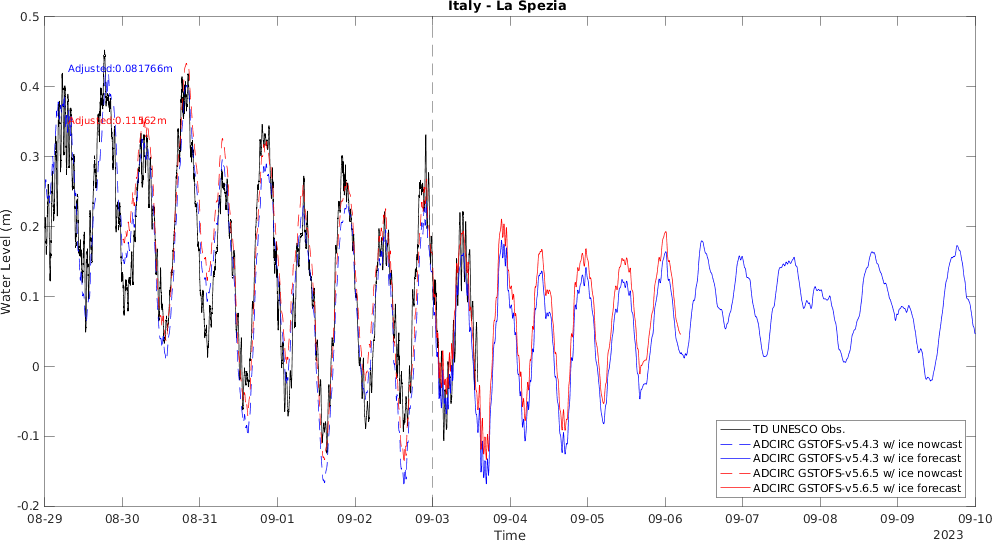 Italy - La Spezia
Water Level (m)
0.5
0.4
0.3
0.2
0.1
0
-0.1
-0.2
Adjusted:0.081766m
Adjusted:0.11562m
TD UNESCO Obs.
ADCIRC GSTOFS-v5.4.3 w/ ice nowcast
ADCIRC GSTOFS-v5.4.3 w/ ice forecast
ADCIRC GSTOFS-v5.6.5 w/ ice nowcast
ADCIRC GSTOFS-v5.6.5 w/ ice forecast
08-29 08-30 08-31 09-01 09-02 09-03 09-04 09-05 09-06 09-07 09-08 09-09 09-10
Time
2023